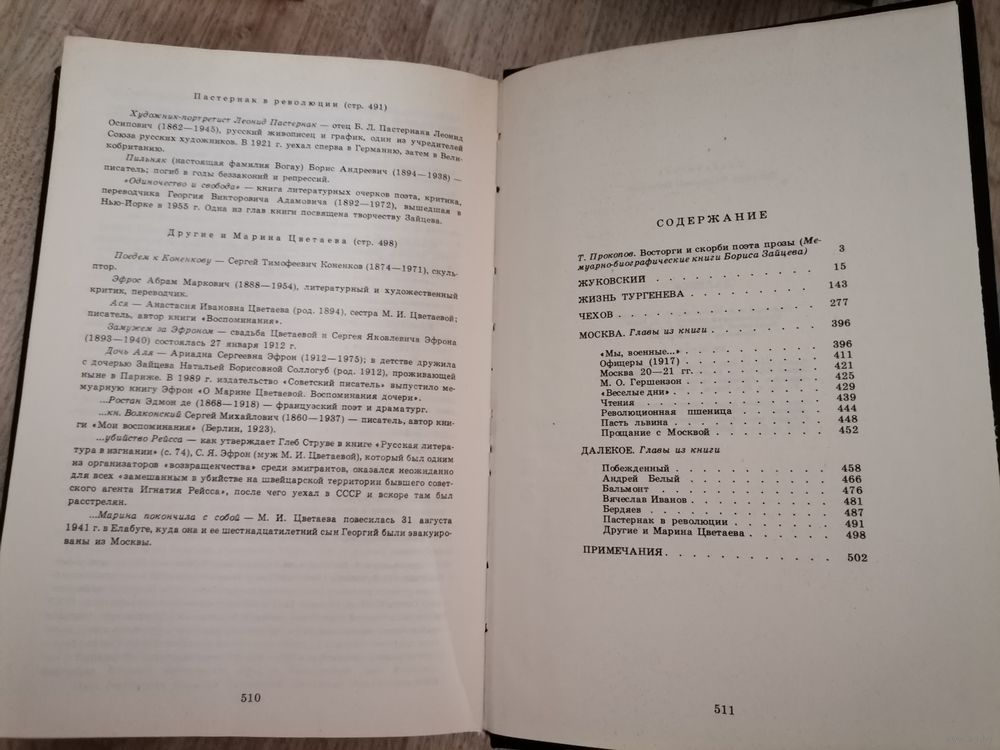 Пастернак в революции (стр. 491)
Художник-портретист Леонид Пастернак — отец Б. Л. Пастернака Леонид
Осипович (1862—1945), русский живописец и график, один из учредителей
Союза русских художников. В 1921 г. уехал сперва в Германию, затем в Вели-
кобританию.
Пильняк (настоящая фамилия Вогау) Борис Андреевич (1894—1938) —
писатель; погиб в годы беззаконий и репрессий.
«Одиночество и свобода» — книга литературных очерков поэта, критика,
переводчика Георгия Викторовича Адамовича (1892—1972), вышедшая в
Нью-Йорке в 1955 г. Одна из глав книги посвящена творчеству Зайцева.
Другие и Марина Цветаева (стр. 498)
Поедем к Коненкову — Сергей Тимофеевич Коненков (1874—1971), скуль-
птор.
Эфрос Абрам Маркович (1888—1954), литературный и художественный
критик, переводчик.
Ася — Анастасия Ивановна Цветаева (род. 1894), сестра М. И. Цветаевой;
писатель, автор книги «Воспоминания».
Замужем за Эфроном — свадьба Цветаевой и Сергея Яковлевича Эфрона
(1893—1940) состоялась 27 января 1912 г.
Дочь Аля — Ариадна Сергеевна Эфрон (1912—1975); в детстве дружила
с дочерью Зайцева Натальей Борисовной Соллогуб (род. 1912), проживающей
ныне в Париже. В 1989 г. издательство «Советский писатель» выпустило ме-
муарную книгу Эфрон «О Марине Цветаевой. Воспоминания дочери».
...Ростан Эдмон де (1868—1918) — французский поэт и драматург.
...кн. Волконский Сергей Михайлович (1860—1937) — писатель, автор кни-
ги «Мои воспоминания» (Берлин, 1923).
...убийство Рейсса — как утверждает Глеб Струве в книге «Русская литера-
тура в изгнании» (с. 74), С. Я. Эфрон (муж М. И. Цветаевой), который был одним
из организаторов «возвращенчества» среди эмигрантов, оказался неожиданно
для всех «замешанным в убийстве на швейцарской территории бывшего совет-
ского агента Игнатия Рейсса», после чего уехал в СССР и вскоре там был
расстрелян.
...Марина покончила с собой — М. И. Цветаева повесилась 31 августа
1941 г. в Елабуге, куда она и ее шестнадцатилетний сын Георгий были эвакуиро-
ваны из Москвы.
510
СОДЕРЖАНИЕ
Т. Прокопов. Восторги и скорби поэта прозы (Ме-
муарно-биографические книги Бориса Зайцева) 3
ЖУКОВСКИЙ . . . . . . . . . . 15
ЖИЗНЬ ТУРГЕНЕВА . . . . . . . . 143
ЧЕХОВ . . . . . . . . . . . . 277
МОСКВА. Главы из книги . . . . . . . 396
«Мы, военные...» . . . . . . . . 396
Офицеры (1917) . . . . . . . . 411
Москва 20—21 гг. . . . . . . . 421
М. О. Гершензон . . . . . . . . 425
«Веселые дни» . . . . . . . . . 429
Чтения . . . . . . . . . . 439
Революционная пшеница . . . . . 444
Пасть львина . . . . . . . . . 448
Прощание с Москвой . . . . . . 452
ДАЛЕКОЕ. Главы из книги
Побежденный . . . . . . . . . 458
Андрей Белый . . . . . . . . 466
Бальмонт . . . . . . . . . 476
Вячеслав Иванов . . . . . . . 481
Бердяев . . . . . . . . . . 487
Пастернак в революции . . . . . . 491
Другие и Марина Цветаева . . . . . 498
ПРИМЕЧАНИЯ . . . . . . . . . . 502
511